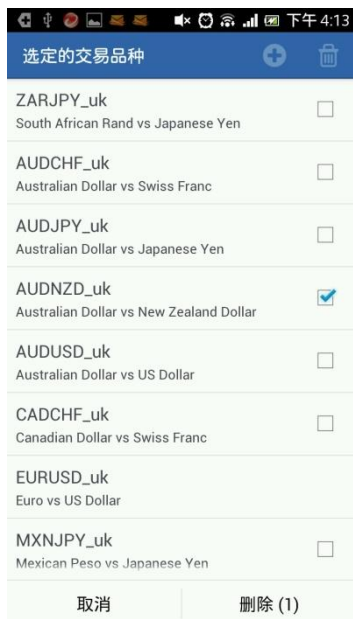 下午 4:13
选定的交易品种
ZARJPY_uk
South African Rand vs Japanese Yen
AUDCHF_uk
Australian Dollar vs Swiss Franc
AUDJPY_uk
Australian Dollar vs Japanese Yen
AUDNZD_uk
Australian Dollar vs New Zealand Dollar
AUDUSD_uk
Australian Dollar vs US Dollar
CADCHF_uk
Canadian Dollar vs Swiss Franc
EURUSD_uk
Euro vs US Dollar
MXNJPY_uk
Mexican Peso vs Japanese Yen
取消
删除 (1)